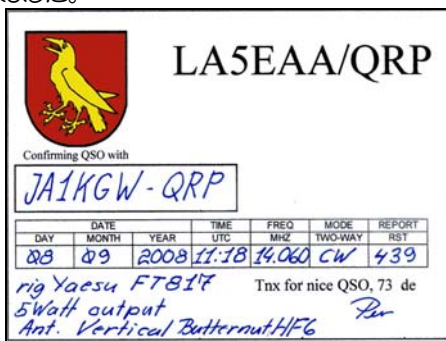 LA5EAA/QRP
Confirming QSO with
JA1KGW-QRP
DATE TIME FREQ MODE REPORT
DAY MONTH YEAR UTC MHZ TWO-WAY RST
08 09 2008 11:18 14.060 CW 439
rig Yaesu FT817 Tnx for nice QSO, 73 de
5Watt output Per
Ant. Vertical Butternut HF6